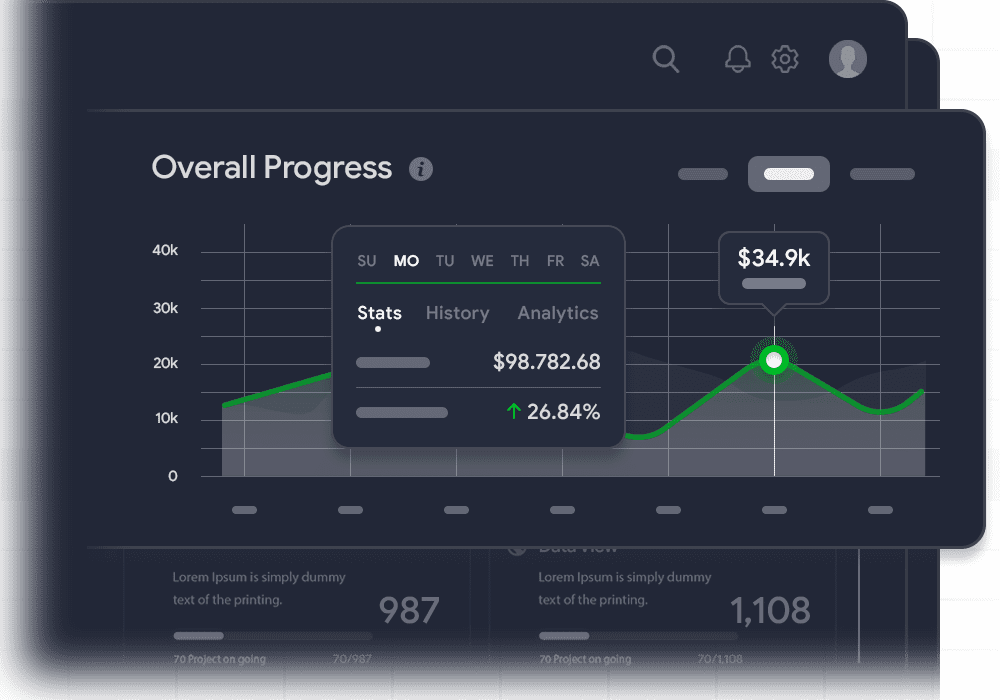 Overall Progress i
$34.9k
40k
30k
20k
10k
0
SU MO TU WE TH FR SA
Stats History Analytics
$98.782.68
26.84%
Data View
Lorem Ipsum is simply dummy
text of the printing.
987
70 Project on going 70/987
Lorem Ipsum is simply dummy
text of the printing.
1,108
70 Project on going 70/1,108